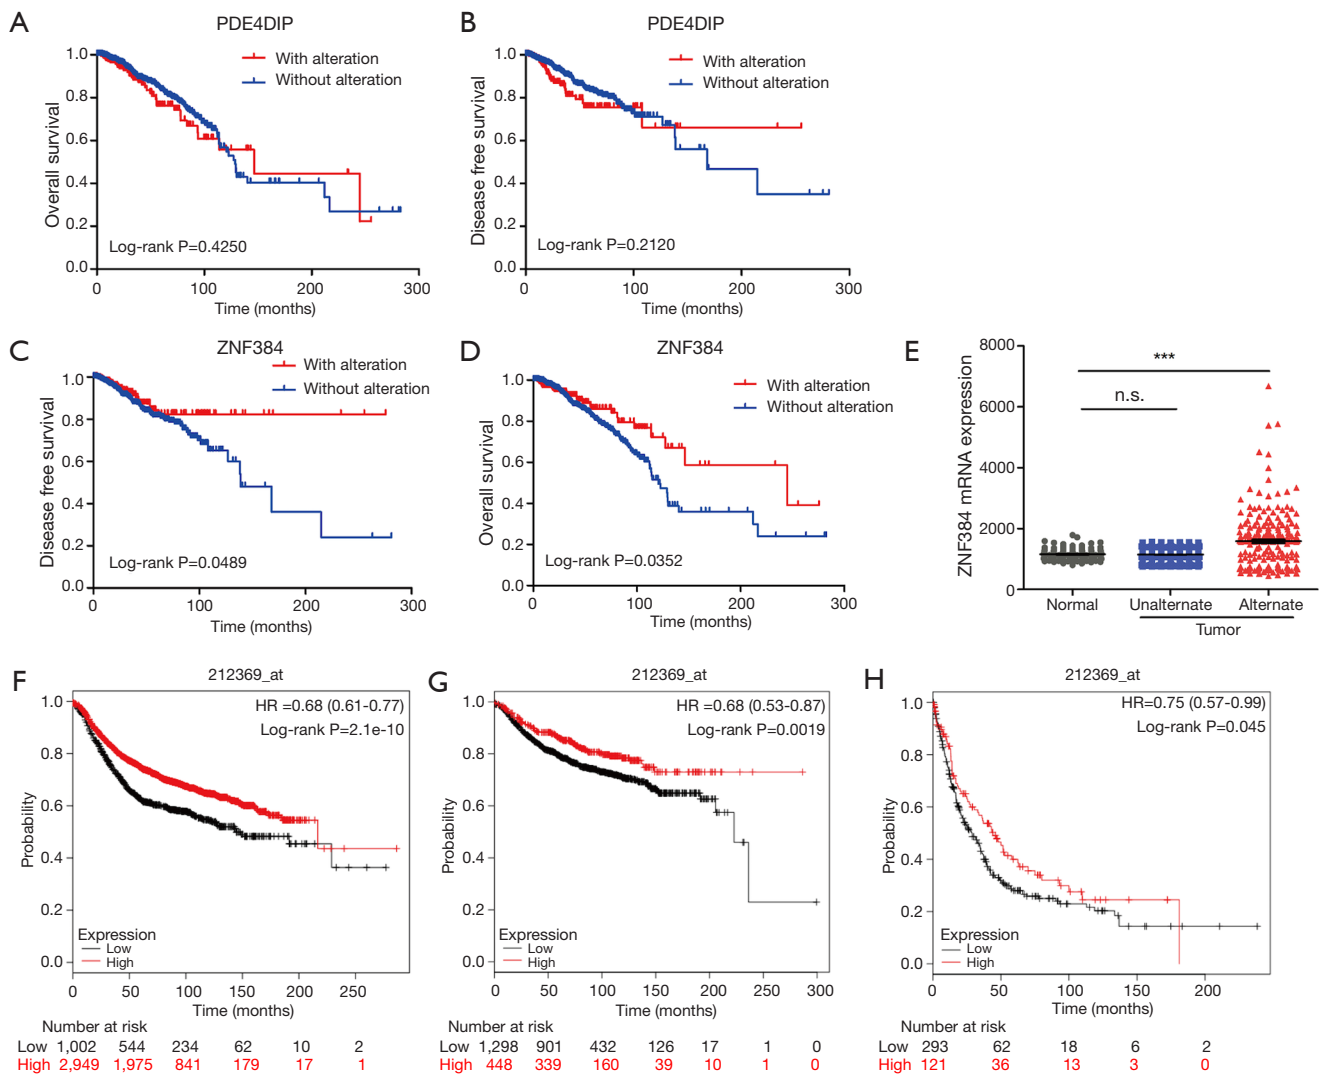 A
PDE4DIP
With alteration
Without alteration
Overall survival
1.0
0.8
0.6
0.4
0.2
0.0
Log-rank P=0.4250
0 100 200 300
Time (months)
B
PDE4DIP
With alteration
Without alteration
Disease free survival
1.0
0.8
0.6
0.4
0.2
0.0
Log-rank P=0.2120
0 100 200 300
Time (months)
C
ZNF384
With alteration
Without alteration
Disease free survival
1.0
0.8
0.6
0.4
0.2
0.0
Log-rank P=0.0489
0 100 200 300
Time (months)
D
ZNF384
With alteration
Without alteration
Overall survival
1.0
0.8
0.6
0.4
0.2
0.0
Log-rank P=0.0352
0 100 200 300
Time (months)
E
ZNF384 mRNA expression
8000
6000
4000
2000
0
***
n.s.
Normal Unalternate Alternate
Tumor
F
212369_at
HR =0.68 (0.61-0.77)
Log-rank P=2.1e-10
Probability
1.0
0.8
0.6
0.4
0.2
0.0
Expression
Low
High
0 50 100 150 200 250
Time (months)
Number at risk
Low 1,002 544 234 62 10 2
High 2,949 1,975 841 179 17 1
G
212369_at
HR =0.68 (0.53-0.87)
Log-rank P=0.0019
Probability
1.0
0.8
0.6
0.4
0.2
0.0
Expression
Low
High
0 50 100 150 200 250 300
Time (months)
Number at risk
Low 1,298 901 432 126 17 1 0
High 448 339 160 39 10 1 0
H
212369_at
HR=0.75 (0.57-0.99)
Log-rank P=0.045
Probability
1.0
0.8
0.6
0.4
0.2
0.0
Expression
Low
High
0 50 100 150 200
Time (months)
Number at risk
Low 293 62 18 6 2
High 121 36 13 3 0